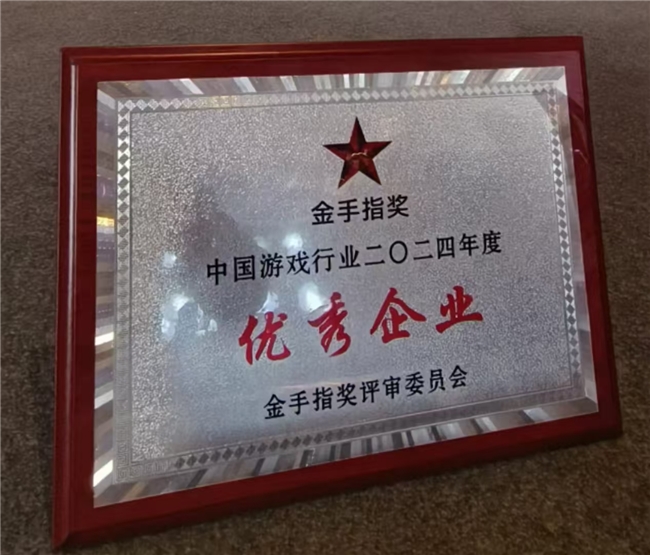 金手指奖
中国游戏行业二〇二四年度
优秀企业
金手指奖评审委员会